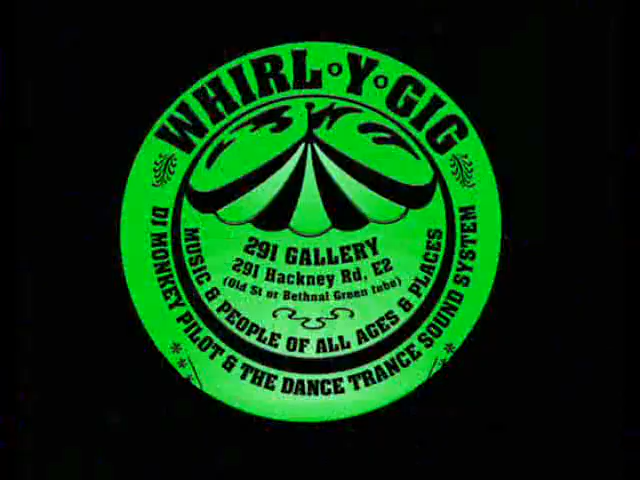 WHIRL•Y•GIG
291 GALLERY
291 Hackney Rd, E2
(Old St or Bethnal Green tube)
MUSIC & PEOPLE OF ALL AGES & PLACES
DJ MONKEY PILOT & THE DANCE TRANCE SOUND SYSTEM